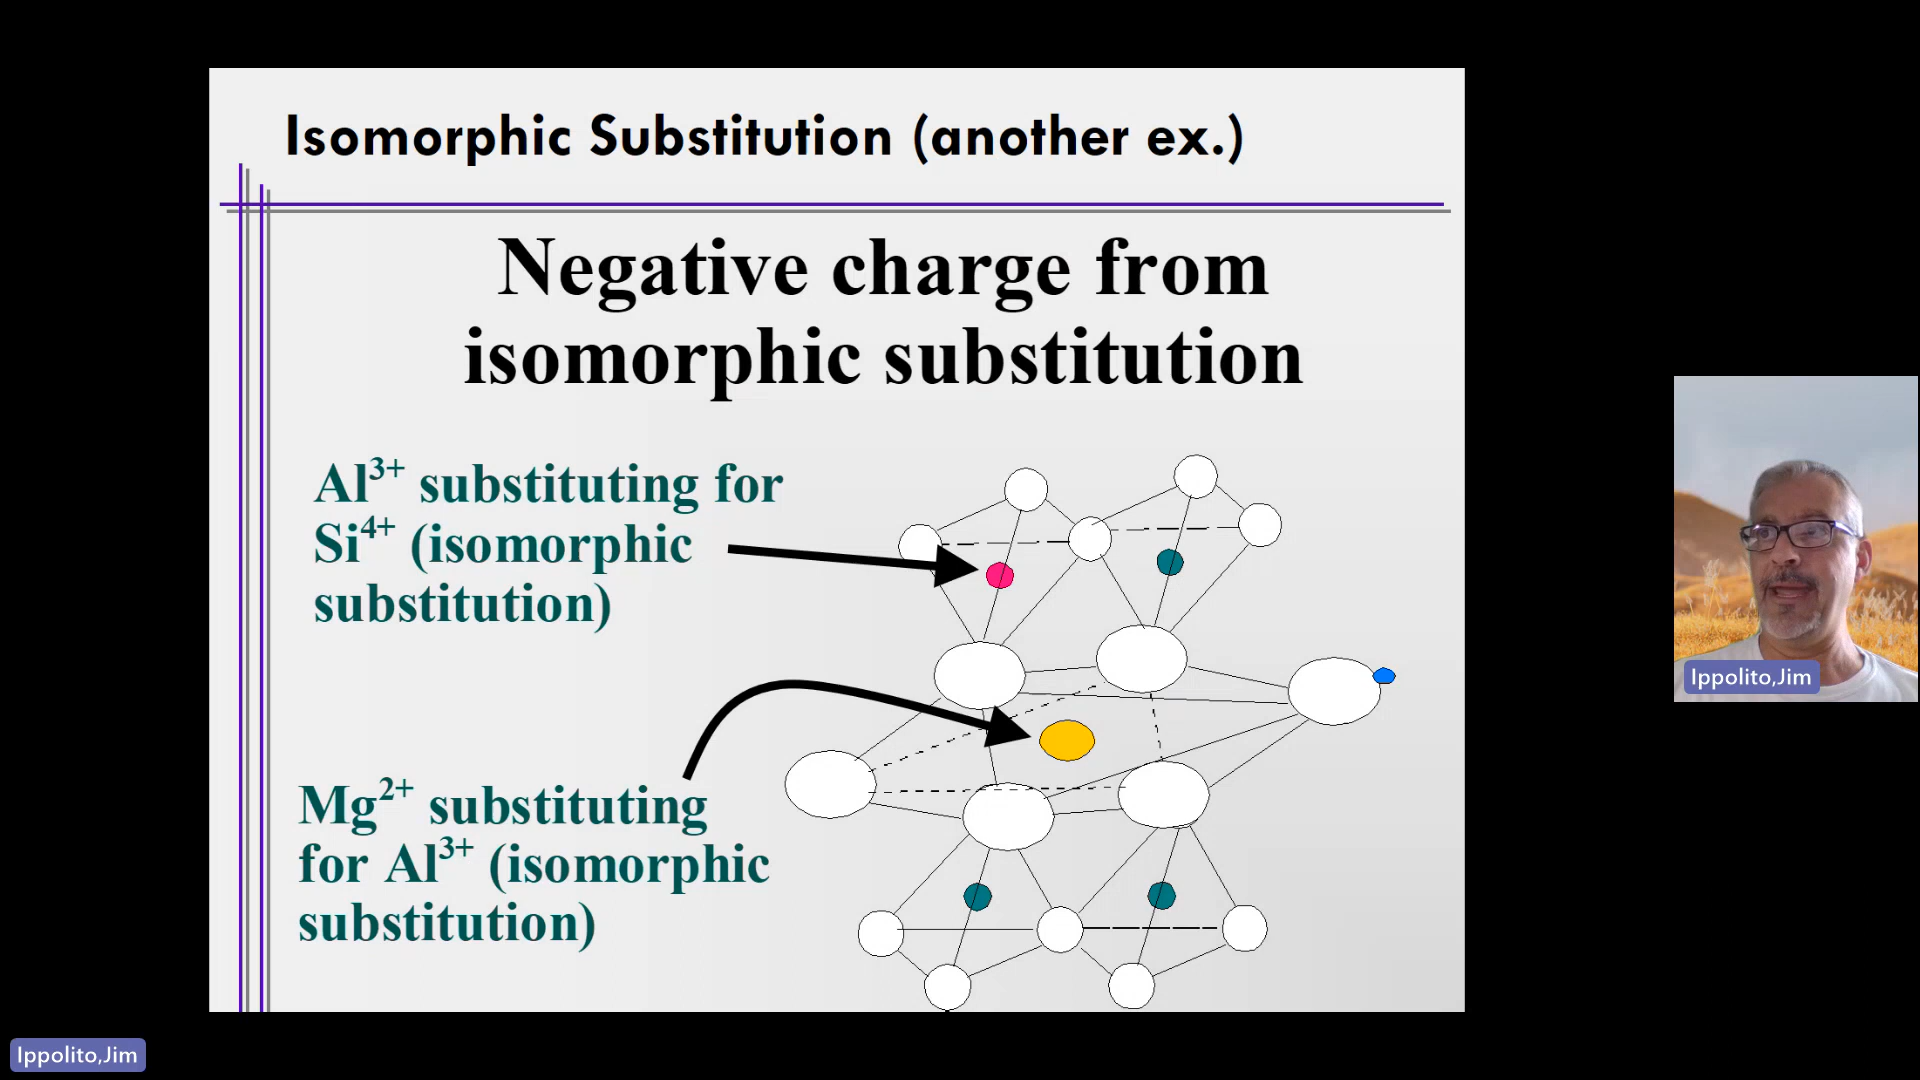 Isomorphic Substitution (another ex.)
Negative charge from
isomorphic substitution
Al³⁺ substituting for
Si⁴⁺ (isomorphic
substitution)
Mg²⁺ substituting
for Al³⁺ (isomorphic
substitution)
Ippolito,Jim
Ippolito,Jim